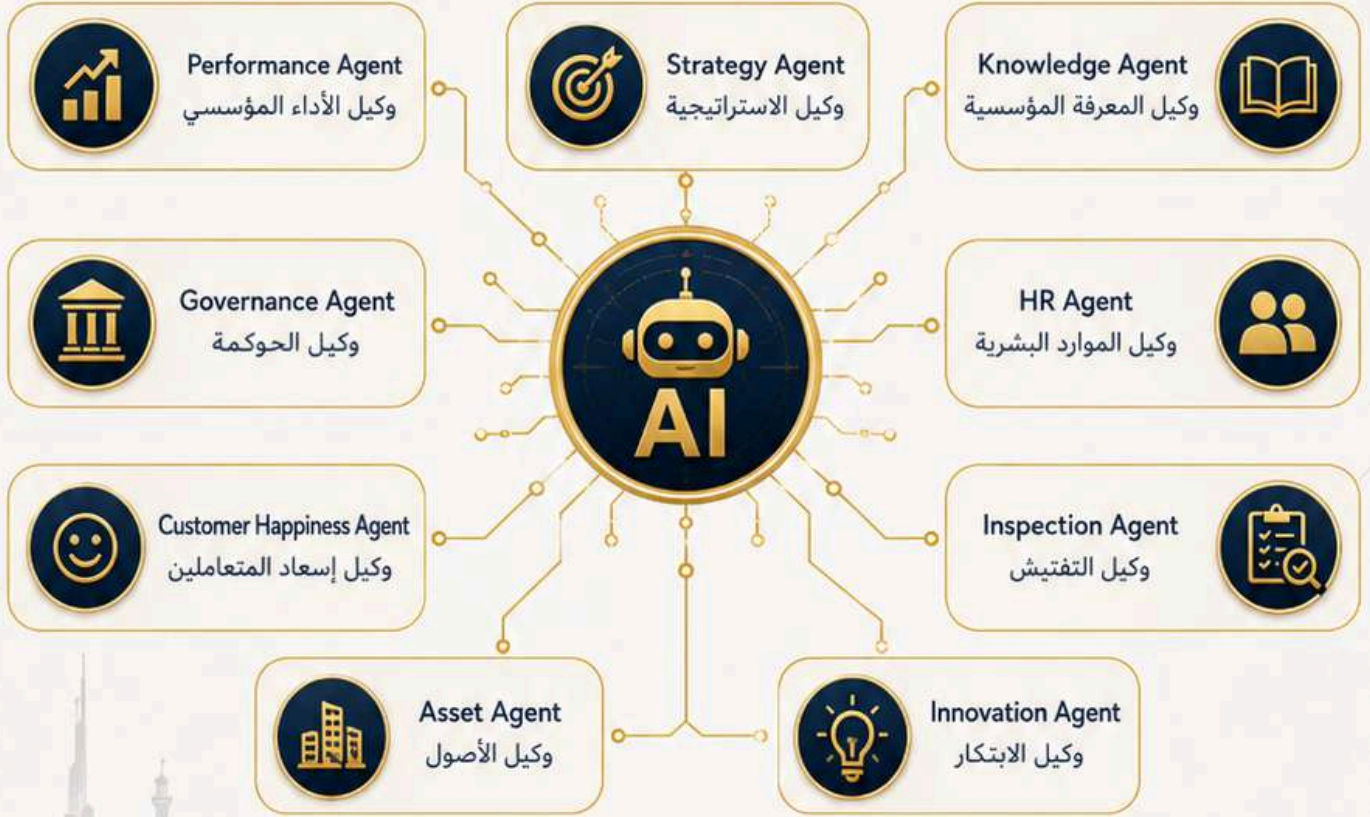 Performance Agent
وكيل الأداء المؤسسي
Strategy Agent
وكيل الاستراتيجية
Knowledge Agent
وكيل المعرفة المؤسسية
Governance Agent
وكيل الحوكمة
AI
HR Agent
وكيل الموارد البشرية
Customer Happiness Agent
وكيل إسعاد المتعاملين
Inspection Agent
وكيل التفتيش
Asset Agent
وكيل الأصول
Innovation Agent
وكيل الابتكار